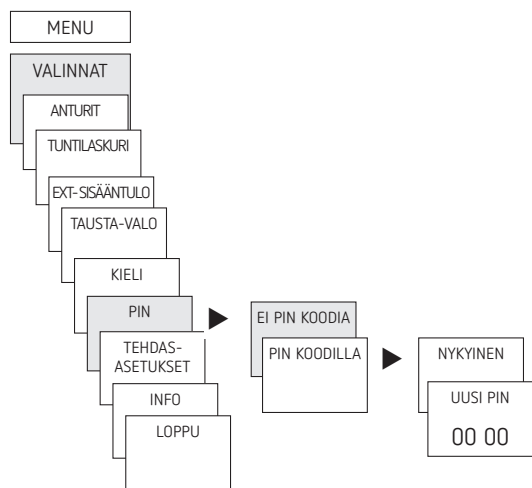 MENU
VALINNAT
ANTURIT
TUNTILASKURI
EXT-SISÄÄNTULO
TAUSTA-VALO
KIELI
PIN
TEHDAS-
ASETUKSET
INFO
LOPPU
EI PIN KOODIA
PIN KOODILLA
NYKYINEN
UUSI PIN
00 00